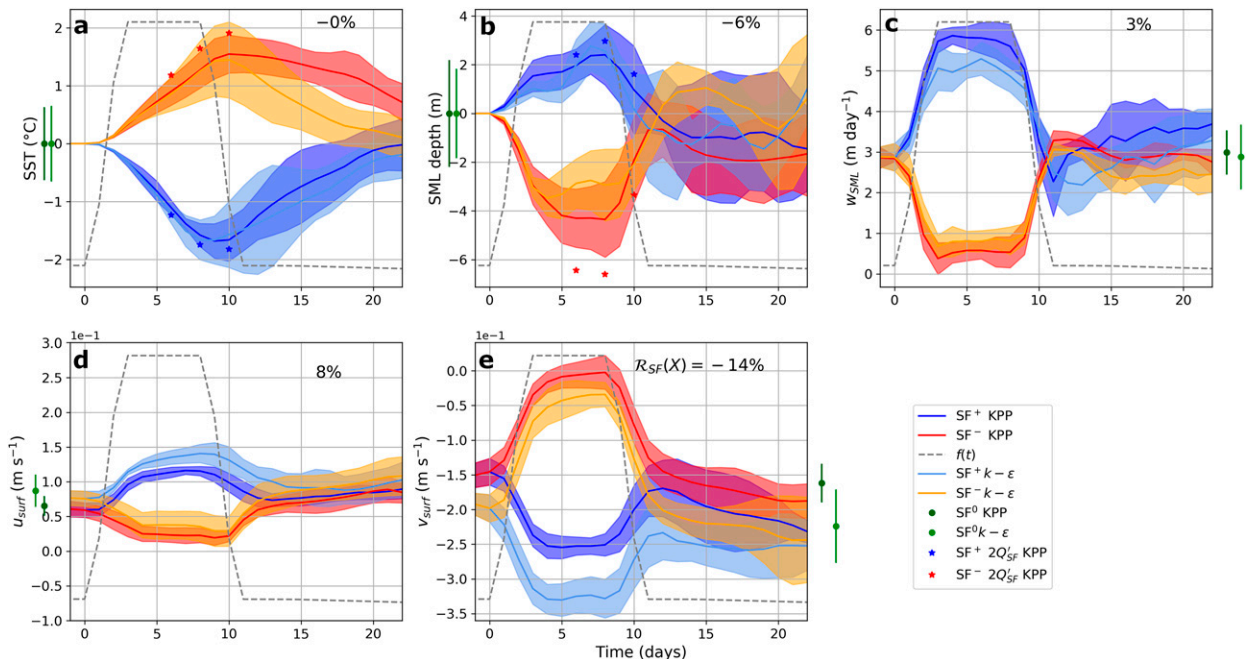 a
−0%
SST (°C)
2
1
0
−1
−2
0
5
10
15
20
b
−6%
SML depth (m)
4
2
0
−2
−4
−6
0
5
10
15
20
c
3%
w_SML (m day⁻¹)
6
5
4
3
2
1
0
0
5
10
15
20
1e−1
d
8%
u_surf (m s⁻¹)
3.0
2.5
2.0
1.5
1.0
0.5
0.0
−0.5
−1.0
0
5
10
15
20
1e−1
e
R_SF(X) = −14%
v_surf (m s⁻¹)
0.0
−0.5
−1.0
−1.5
−2.0
−2.5
−3.0
−3.5
0
5
10
15
20
Time (days)
SF⁺ KPP
SF⁻ KPP
f(t)
SF⁺ k − ε
SF⁻ k − ε
SF⁰ KPP
SF⁰ k − ε
SF⁺ 2Q′_SF KPP
SF⁻ 2Q′_SF KPP